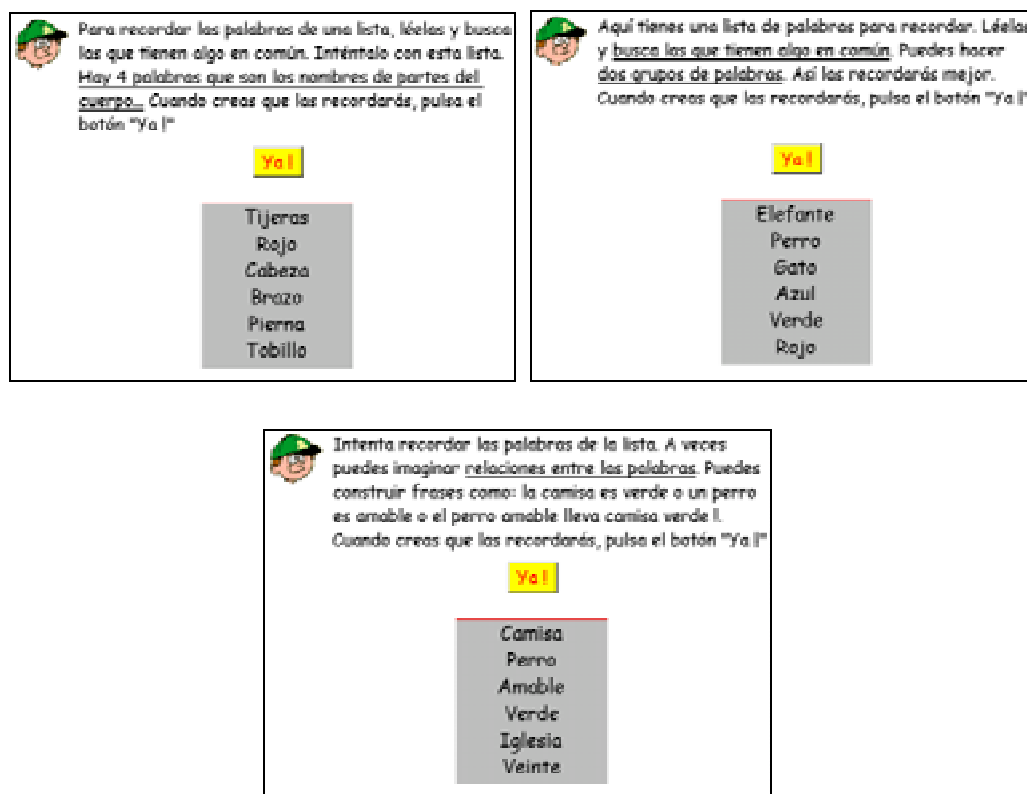 Para recordar las palabras de una lista, léelas y busca
las que tienen algo en común. Inténtalo con esta lista.
Hay 4 palabras que son los nombres de partes del
cuerpo... Cuando creas que las recordarás, pulsa el
botón "Ya !"
Ya !
Tijeras
Rojo
Cabeza
Brazo
Pierna
Tobillo
Aquí tienes una lista de palabras para recordar. Léelas
y busca las que tienen algo en común. Puedes hacer
dos grupos de palabras. Así las recordarás mejor.
Cuando creas que las recordarás, pulsa el botón "Ya !"
Ya !
Elefante
Perro
Gato
Azul
Verde
Rojo
Intenta recordar las palabras de la lista. A veces
puedes imaginar relaciones entre las palabras. Puedes
construir frases como: la camisa es verde o un perro
es amable o el perro amable lleva camisa verde !.
Cuando creas que las recordarás, pulsa el botón "Ya !"
Ya !
Camisa
Perro
Amable
Verde
Iglesia
Veinte